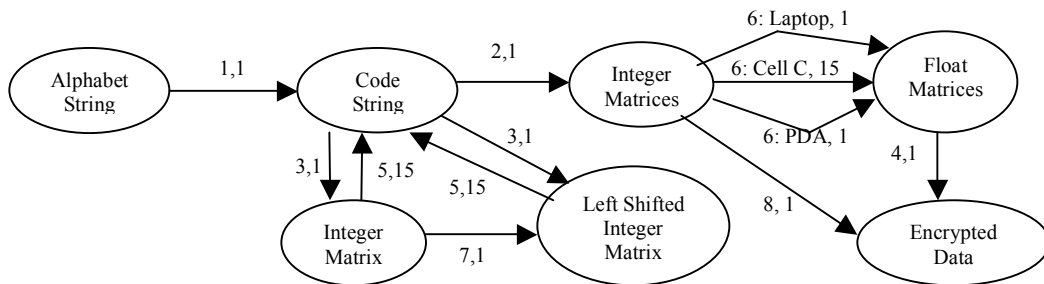 6: Laptop, 1
Alphabet
String
1,1
Code
String
2,1
Integer
Matrices
6: Cell C, 15
Float
Matrices
6: PDA, 1
3,1
3,1
5,15
5,15
4,1
8, 1
Integer
Matrix
7,1
Left Shifted
Integer
Matrix
Encrypted
Data